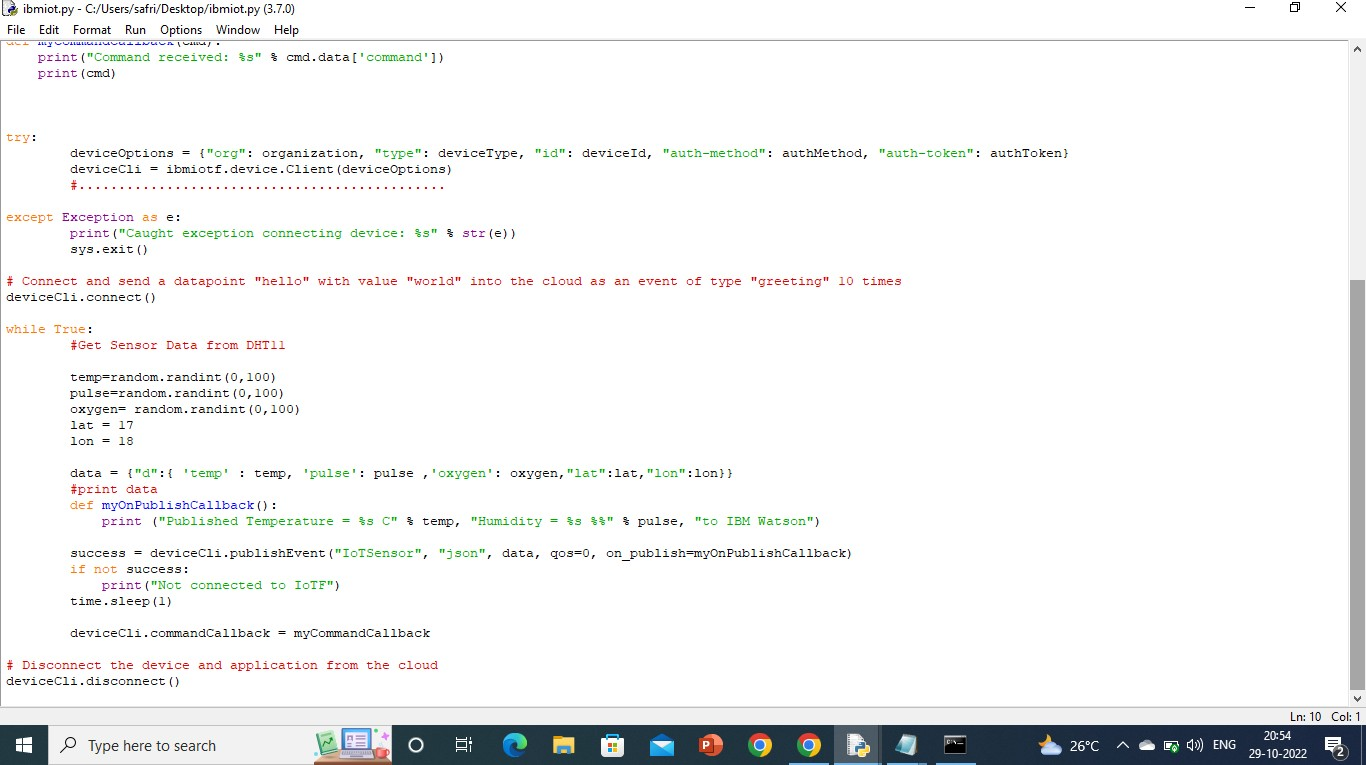 ibmiot.py - C:/Users/safri/Desktop/ibmiot.py (3.7.0)
File Edit Format Run Options Window Help
def myCommandCallback(cmd):
print("Command received: %s" % cmd.data['command'])
print(cmd)
try:
deviceOptions = {"org": organization, "type": deviceType, "id": deviceId, "auth-method": authMethod, "auth-token": authToken}
deviceCli = ibmiotf.device.Client(deviceOptions)
#..............................................
except Exception as e:
print("Caught exception connecting device: %s" % str(e))
sys.exit()
# Connect and send a datapoint "hello" with value "world" into the cloud as an event of type "greeting" 10 times
deviceCli.connect()
while True:
#Get Sensor Data from DHT11
temp=random.randint(0,100)
pulse=random.randint(0,100)
oxygen= random.randint(0,100)
lat = 17
lon = 18
data = {"d":{ 'temp' : temp, 'pulse': pulse ,'oxygen': oxygen,"lat":lat,"lon":lon}}
#print data
def myOnPublishCallback():
print ("Published Temperature = %s C" % temp, "Humidity = %s %%" % pulse, "to IBM Watson")
success = deviceCli.publishEvent("IoTSensor", "json", data, qos=0, on_publish=myOnPublishCallback)
if not success:
print("Not connected to IoTF")
time.sleep(1)
deviceCli.commandCallback = myCommandCallback
# Disconnect the device and application from the cloud
deviceCli.disconnect()
Ln: 10 Col: 1
Type here to search
26°C
ENG
20:54
29-10-2022
2